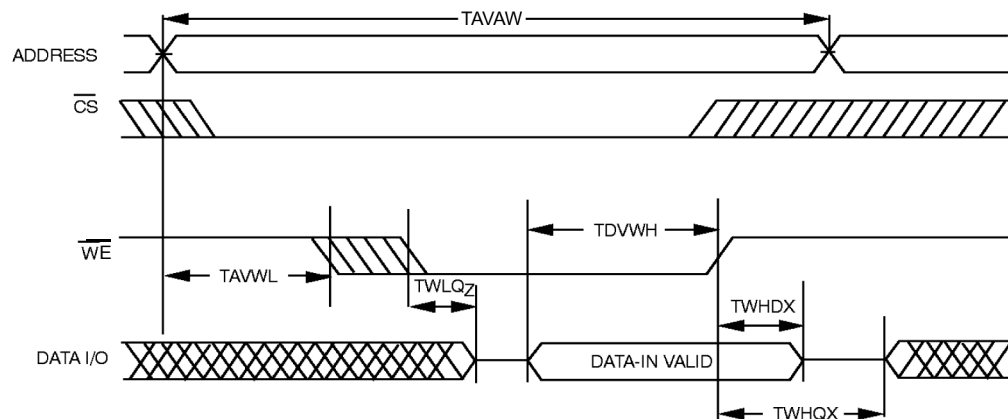 TAVAW
ADDRESS
CS
WE
TDVWH
TAVWL
TWLQZ
TWHDX
DATA I/O
DATA-IN VALID
TWHQX